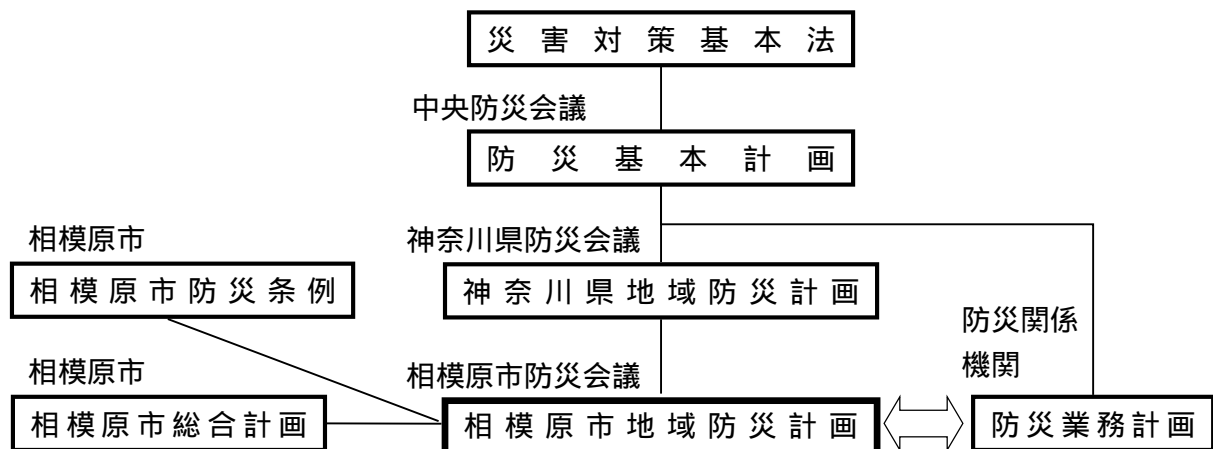 災害対策基本法
中央防災会議
防災基本計画
相模原市
神奈川県防災会議
相模原市防災条例
神奈川県地域防災計画
防災関係
機関
相模原市
相模原市防災会議
相模原市総合計画
相模原市地域防災計画
防災業務計画